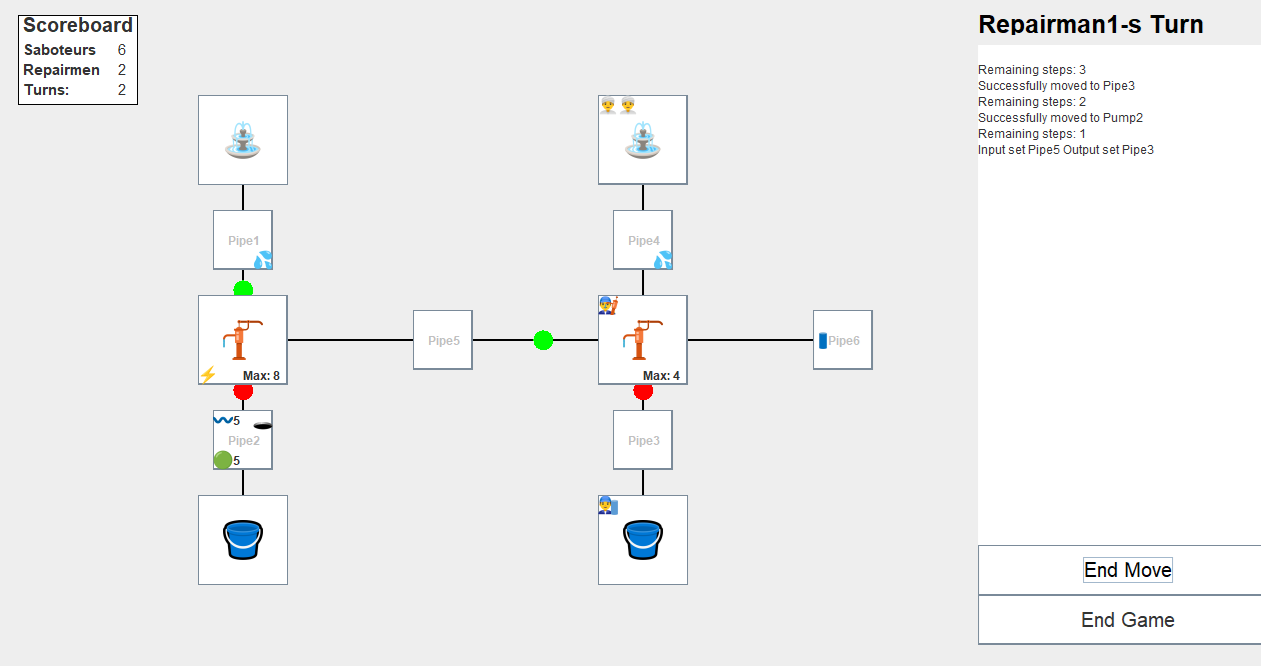 Scoreboard
Saboteurs 6
Repairmen 2
Turns: 2
Pipe1
Pipe4
Max: 8
Pipe5
Max: 4
Pipe6
5
Pipe2
5
Pipe3
Repairman1-s Turn
Remaining steps: 3
Successfully moved to Pipe3
Remaining steps: 2
Successfully moved to Pump2
Remaining steps: 1
Input set Pipe5 Output set Pipe3
End Move
End Game